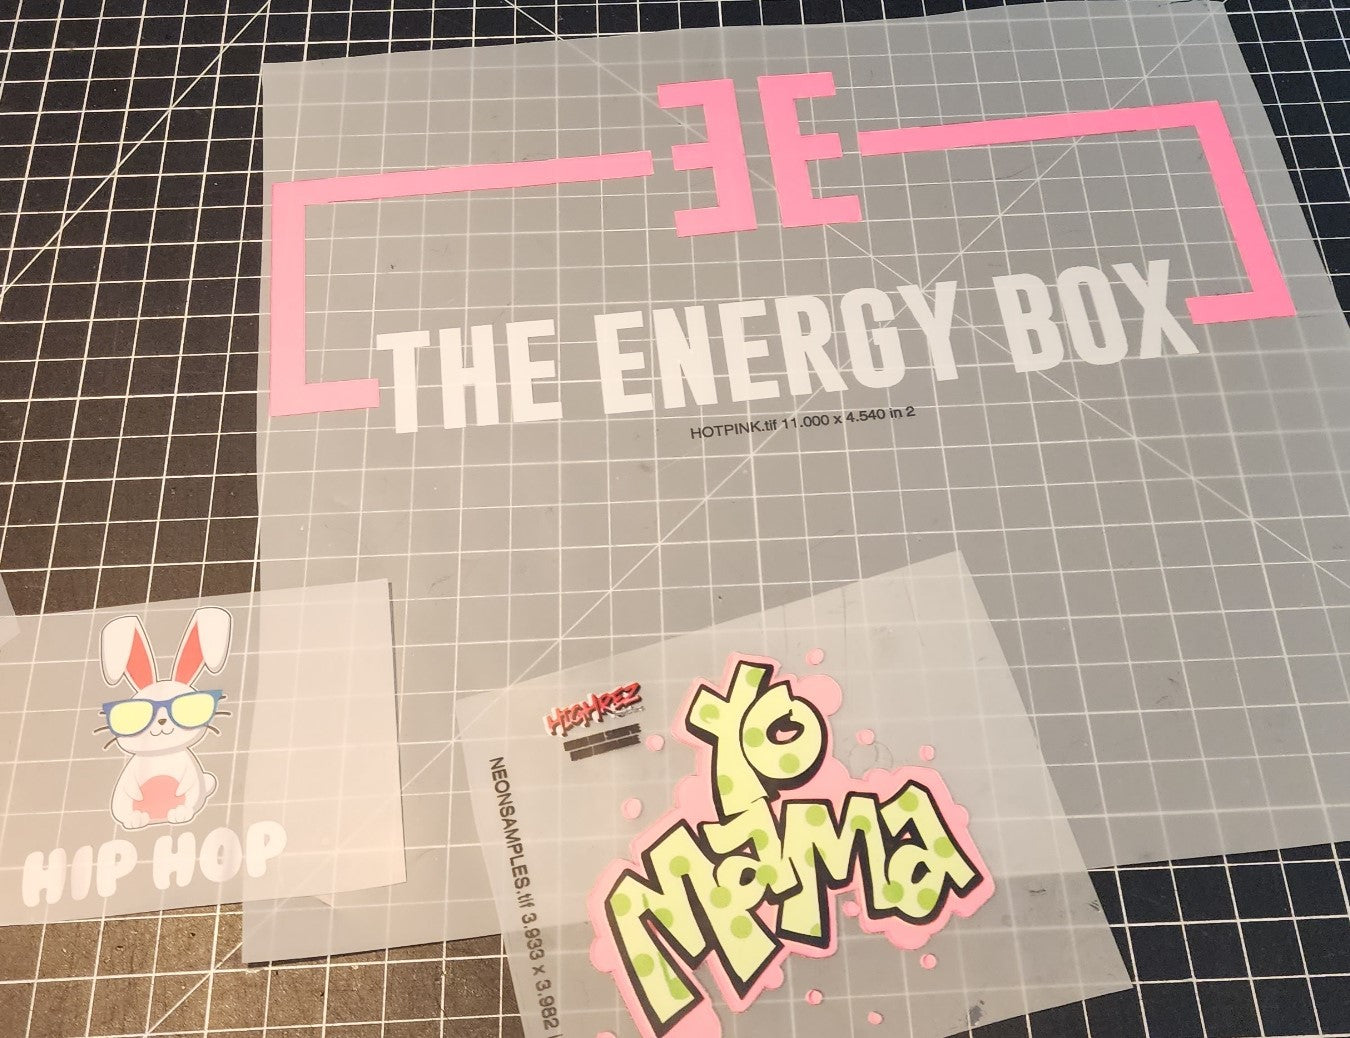 ƎE
THE ENERGY BOX
HOTPINK.tif 11.000 x 4.540 in 2
HIP HOP
HIGHREZ
NEONSAMPLES.tif 3.933 x 3.982
YO
MAMA